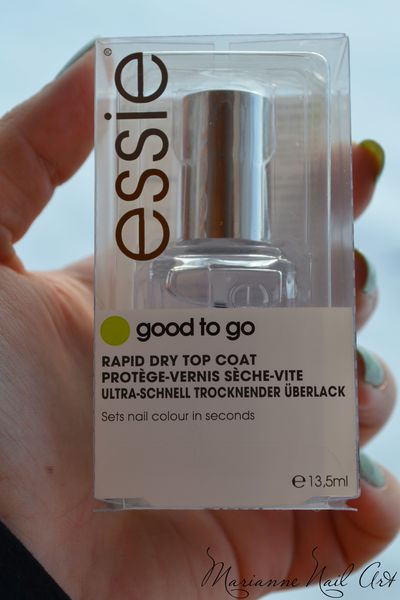 essie®
good to go
RAPID DRY TOP COAT
PROTÈGE-VERNIS SÈCHE-VITE
ULTRA-SCHNELL TROCKNENDER ÜBERLACK
Sets nail colour in seconds
℮ 13,5ml
Marianne Nail Art